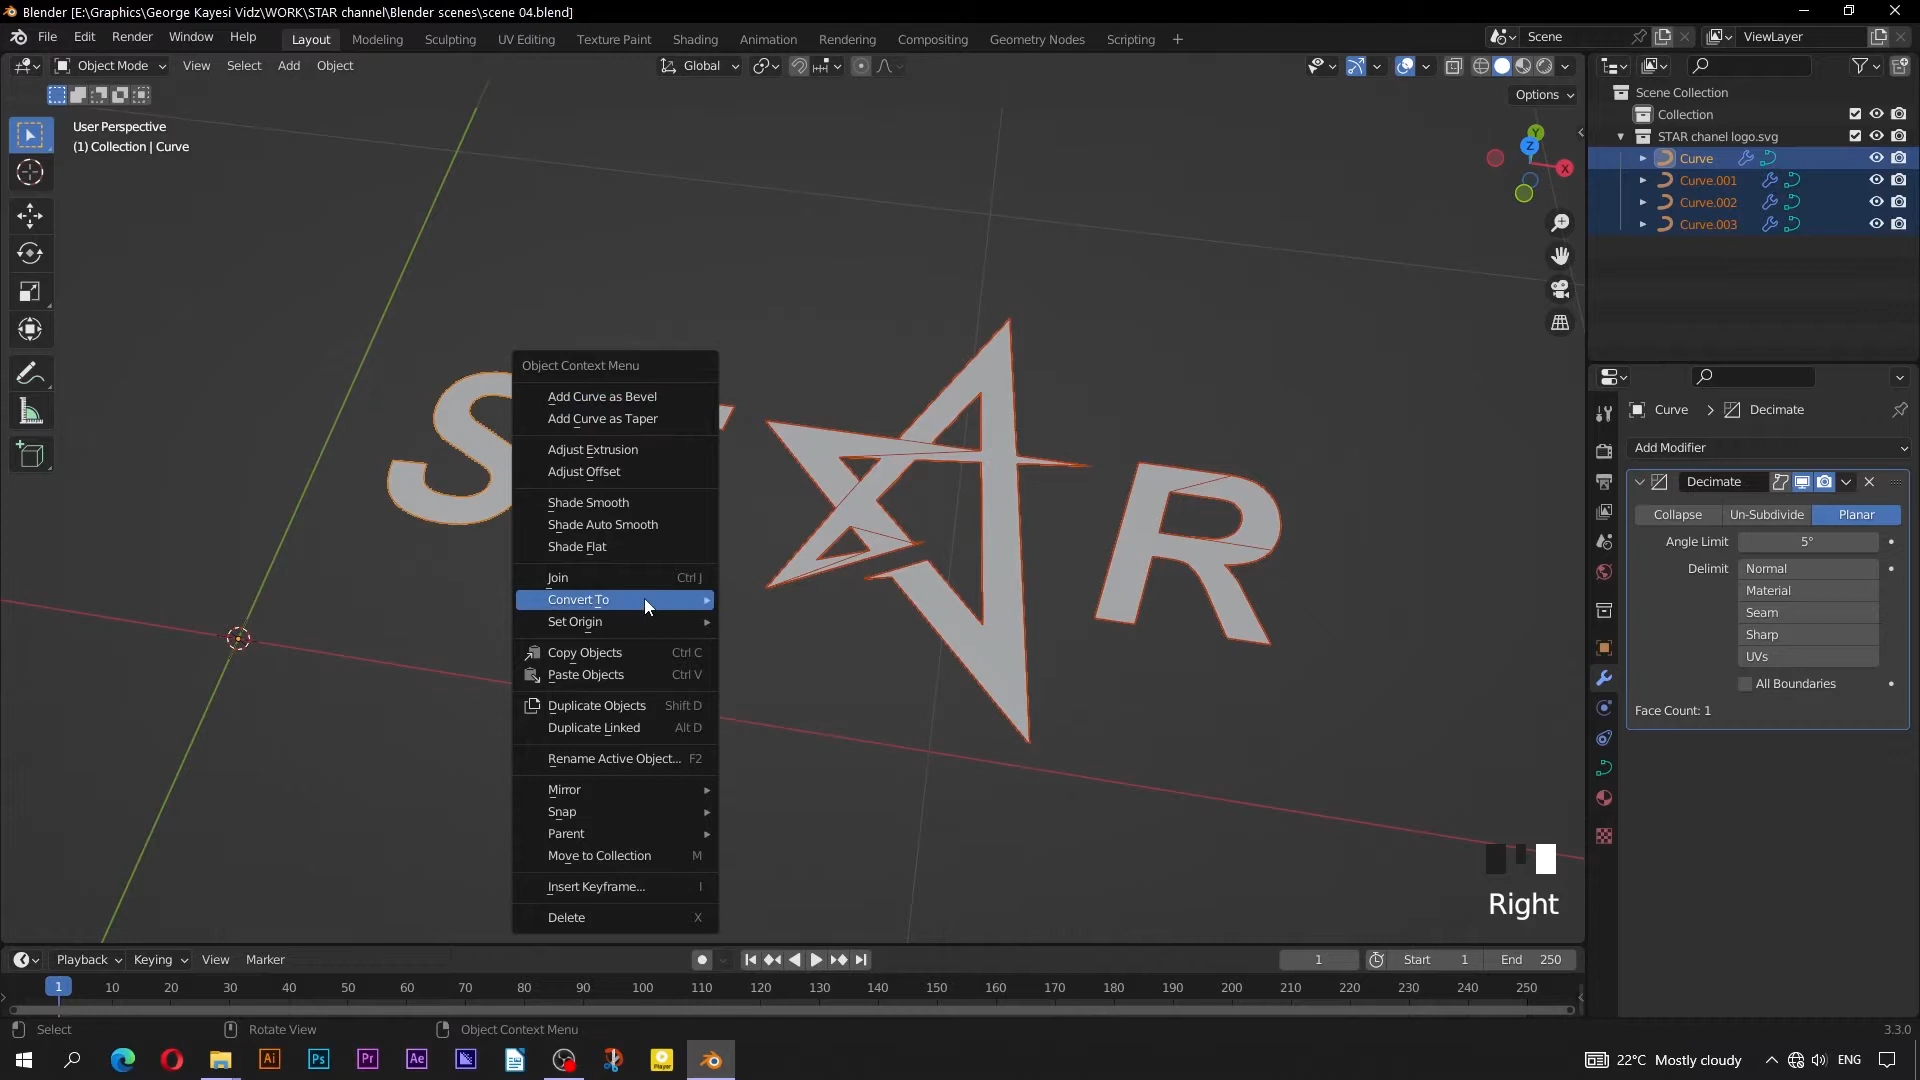 Blender [E:\Graphics\George Kayesi Vidz\WORK\STAR channel\Blender scenes\scene 04.blend]
File Edit Render Window Help
Layout Modeling Sculpting UV Editing Texture Paint Shading Animation Rendering Compositing Geometry Nodes Scripting
Scene
ViewLayer
Object Mode View Select Add Object
Global
Options
User Perspective
(1) Collection | Curve
Y
Z
X
S
R
Object Context Menu
Add Curve as Bevel
Add Curve as Taper
Adjust Extrusion
Adjust Offset
Shade Smooth
Shade Auto Smooth
Shade Flat
Join Ctrl J
Convert To
Set Origin
Copy Objects Ctrl C
Paste Objects Ctrl V
Duplicate Objects Shift D
Duplicate Linked Alt D
Rename Active Object... F2
Mirror
Snap
Parent
Move to Collection M
Insert Keyframe... I
Delete X
Right
Scene Collection
Collection
STAR chanel logo.svg
Curve
Curve.001
Curve.002
Curve.003
Curve > Decimate
Add Modifier
Decimate
Collapse Un-Subdivide Planar
Angle Limit 5°
Delimit Normal
Material
Seam
Sharp
UVs
All Boundaries
Face Count: 1
Playback Keying View Marker
1 Start 1 End 250
1 10 20 30 40 50 60 70 80 90 100 110 120 130 140 150 160 170 180 190 200 210 220 230 240 250
Select Rotate View Object Context Menu
3.3.0
Ai Ps Pr Ae Player
22°C Mostly cloudy ENG